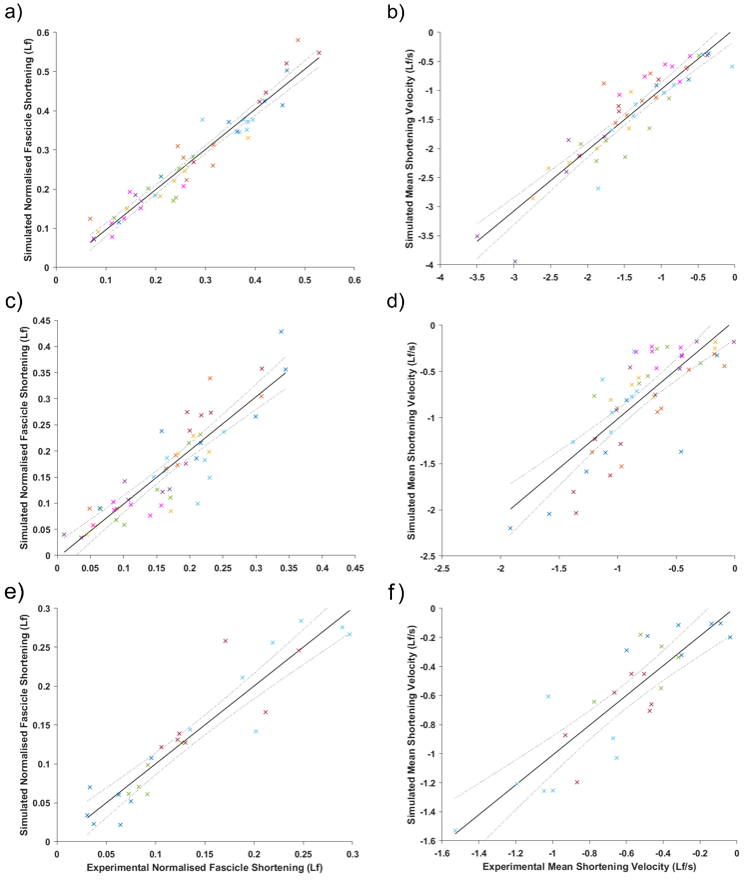 a)
Simulated Normalised Fascicle Shortening (Lf)
0.6
0.5
0.4
0.3
0.2
0.1
0
0 0.1 0.2 0.3 0.4 0.5 0.6
b)
Simulated Mean Shortening Velocity (Lf/s)
0
-0.5
-1
-1.5
-2
-2.5
-3
-3.5
-4
-4 -3.5 -3 -2.5 -2 -1.5 -1 -0.5 0
c)
Simulated Normalised Fascicle Shortening (Lf)
0.45
0.4
0.35
0.3
0.25
0.2
0.15
0.1
0.05
0
0 0.05 0.1 0.15 0.2 0.25 0.3 0.35 0.4 0.45
d)
Simulated Mean Shortening Velocity (Lf/s)
0
-0.5
-1
-1.5
-2
-2.5
-2.5 -2 -1.5 -1 -0.5 0
e)
Simulated Normalised Fascicle Shortening (Lf)
0.3
0.25
0.2
0.15
0.1
0.05
0
0 0.05 0.1 0.15 0.2 0.25 0.3
Experimental Normalised Fascicle Shortening (Lf)
f)
Simulated Mean Shortening Velocity (Lf/s)
0
-0.2
-0.4
-0.6
-0.8
-1
-1.2
-1.4
-1.6
-1.6 -1.4 -1.2 -1 -0.8 -0.6 -0.4 -0.2 0
Experimental Mean Shortening Velocity (Lf/s)